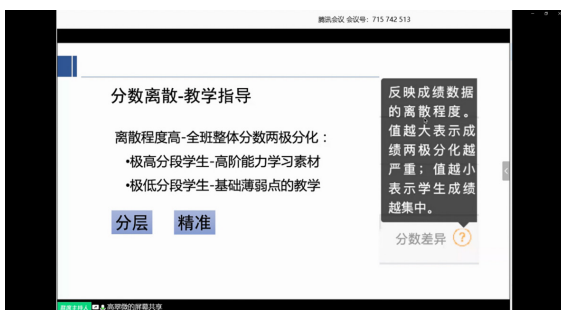 腾讯会议 会议号：715 742 513
分数离散-教学指导
离散程度高-全班整体分数两极分化：
•极高分段学生-高阶能力学习素材
•极低分段学生-基础薄弱点的教学
分层 精准
反映成绩数据
的离散程度。
值越大表示成
绩两极分化越
严重；值越小
表示学生成绩
越集中。
分数差异 ?
的屏幕共享